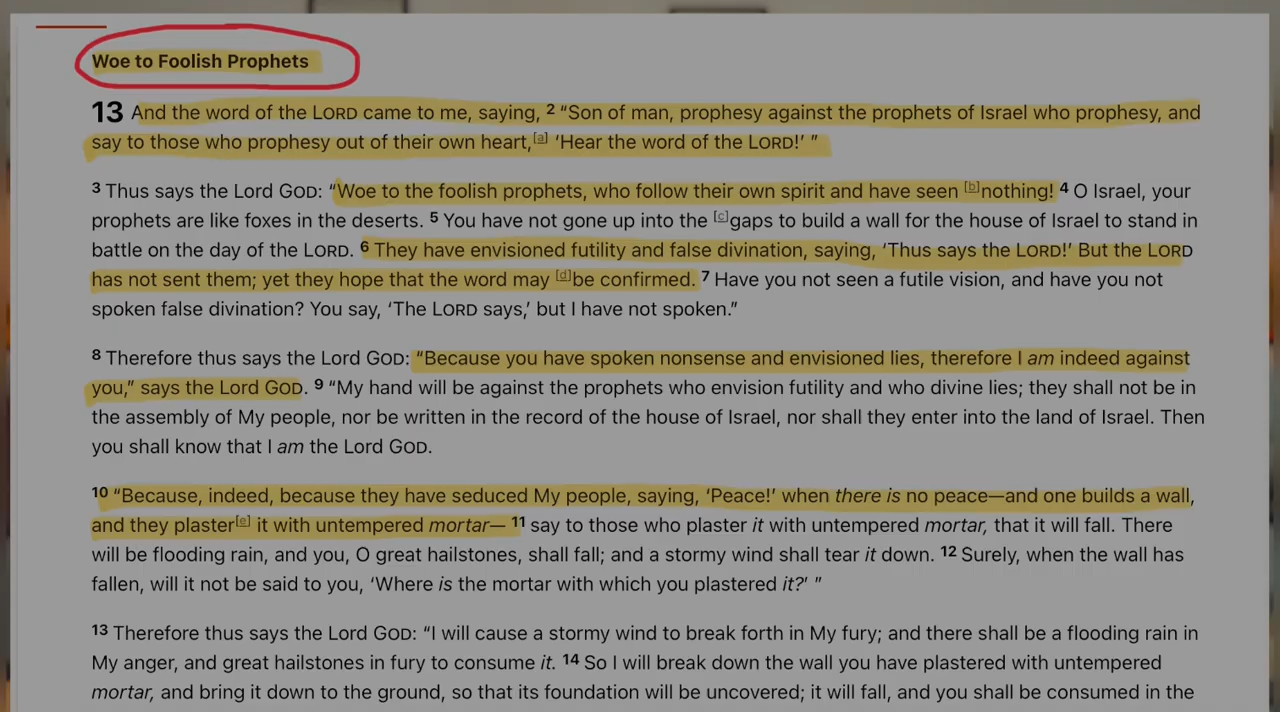 Woe to Foolish Prophets
13 And the word of the LORD came to me, saying, 2 “Son of man, prophesy against the prophets of Israel who prophesy, and
say to those who prophesy out of their own heart,[a] ‘Hear the word of the LORD!’ ”
3 Thus says the Lord GOD: “Woe to the foolish prophets, who follow their own spirit and have seen [b]nothing! 4 O Israel, your
prophets are like foxes in the deserts. 5 You have not gone up into the [c]gaps to build a wall for the house of Israel to stand in
battle on the day of the LORD. 6 They have envisioned futility and false divination, saying, ‘Thus says the LORD!’ But the LORD
has not sent them; yet they hope that the word may [d]be confirmed. 7 Have you not seen a futile vision, and have you not
spoken false divination? You say, ‘The LORD says,’ but I have not spoken.”
8 Therefore thus says the Lord GOD: “Because you have spoken nonsense and envisioned lies, therefore I am indeed against
you,” says the Lord GOD. 9 “My hand will be against the prophets who envision futility and who divine lies; they shall not be in
the assembly of My people, nor be written in the record of the house of Israel, nor shall they enter into the land of Israel. Then
you shall know that I am the Lord GOD.
10 “Because, indeed, because they have seduced My people, saying, ‘Peace!’ when there is no peace—and one builds a wall,
and they plaster[e] it with untempered mortar— 11 say to those who plaster it with untempered mortar, that it will fall. There
will be flooding rain, and you, O great hailstones, shall fall; and a stormy wind shall tear it down. 12 Surely, when the wall has
fallen, will it not be said to you, ‘Where is the mortar with which you plastered it?’ ”
13 Therefore thus says the Lord GOD: “I will cause a stormy wind to break forth in My fury; and there shall be a flooding rain in
My anger, and great hailstones in fury to consume it. 14 So I will break down the wall you have plastered with untempered
mortar, and bring it down to the ground, so that its foundation will be uncovered; it will fall, and you shall be consumed in the